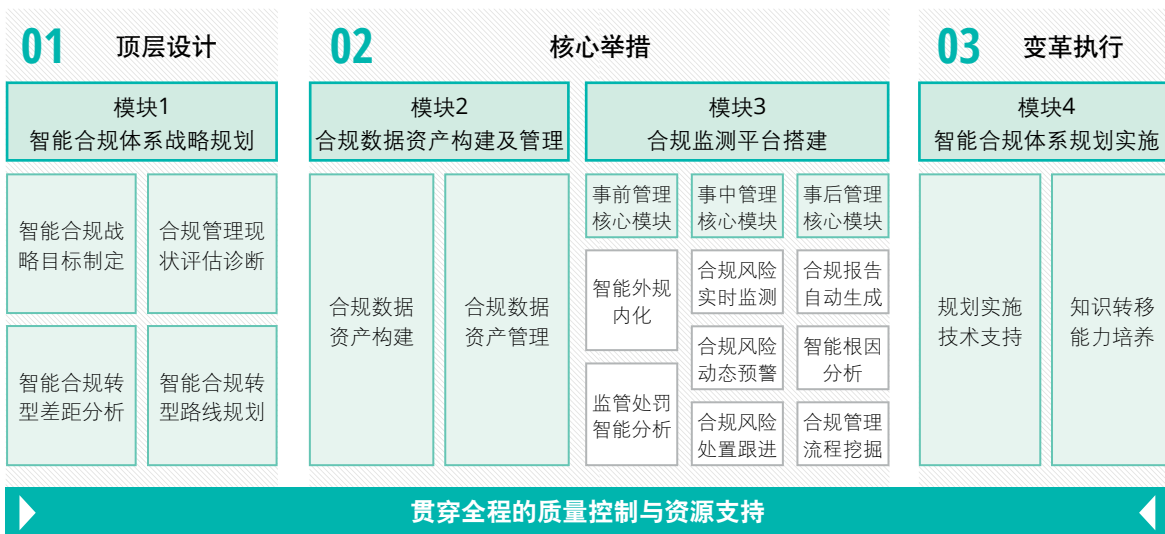 01
顶层设计
02
核心举措
03
变革执行
模块1
智能合规体系战略规划
模块2
合规数据资产构建及管理
模块3
合规监测平台搭建
模块4
智能合规体系规划实施
智能合规战
略目标制定
合规管理现
状评估诊断
智能合规转
型差距分析
智能合规转
型路线规划
合规数据
资产构建
合规数据
资产管理
事前管理
核心模块
智能外规
内化
监管处罚
智能分析
事中管理
核心模块
合规风险
实时监测
合规风险
动态预警
合规风险
处置跟进
事后管理
核心模块
合规报告
自动生成
智能根因
分析
合规管理
流程挖掘
规划实施
技术支持
知识转移
能力培养
贯穿全程的质量控制与资源支持